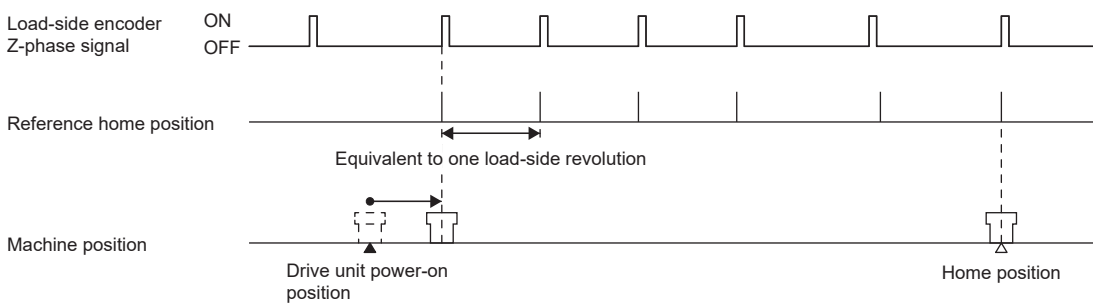 Load-side encoder
Z-phase signal
ON
OFF
Reference home position
Equivalent to one load-side revolution
Machine position
Drive unit power-on
position
Home position